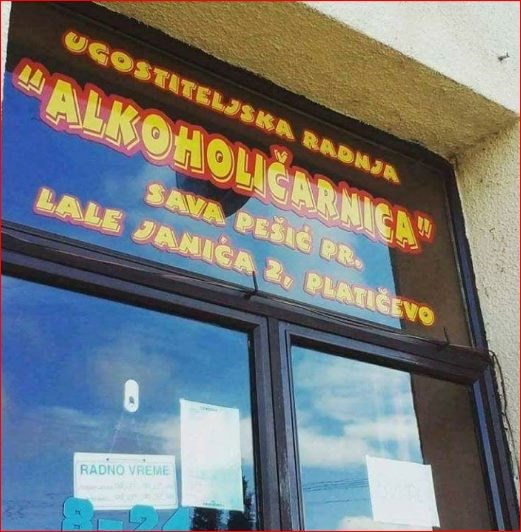 UGOSTITELJSKA RADNJA
"ALKOHOLIČARNICA"
SAVA PEŠIĆ PR.
LALE JANIĆA 2, PLATIČEVO
RADNO VREME